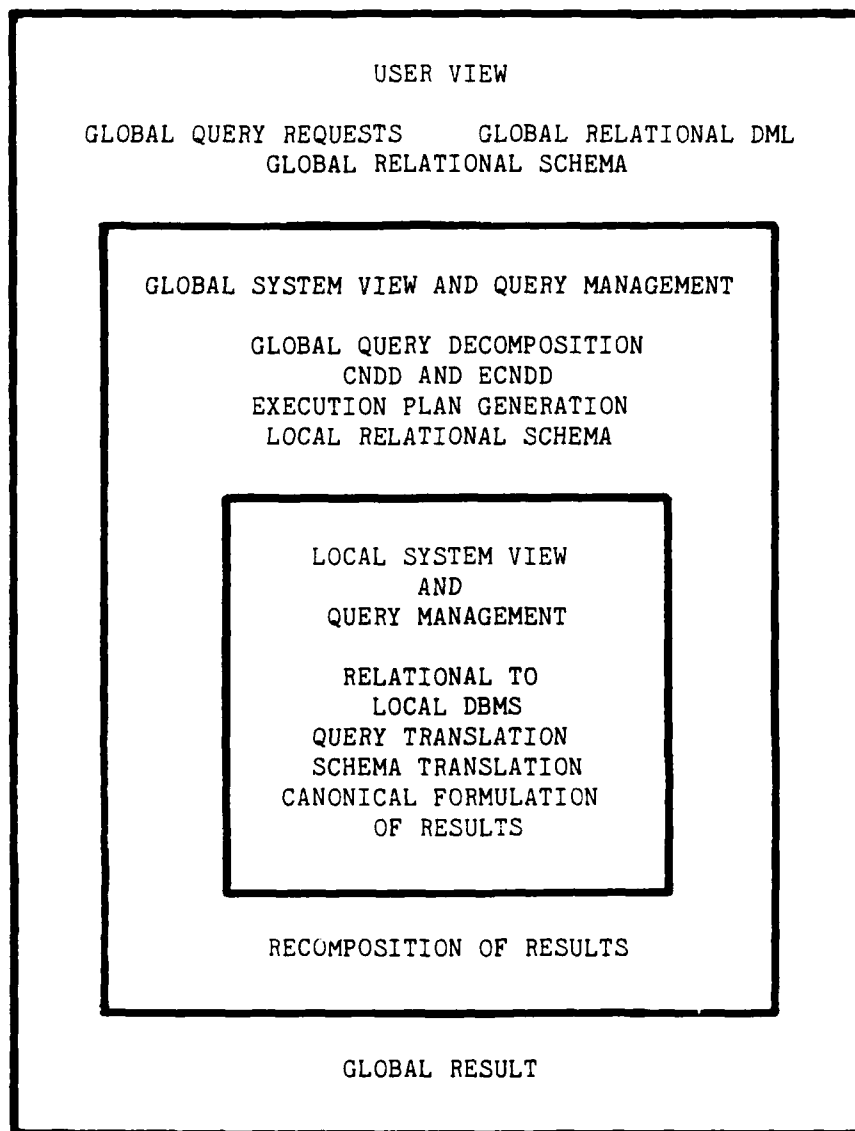 USER VIEW
GLOBAL QUERY REQUESTS GLOBAL RELATIONAL DML
GLOBAL RELATIONAL SCHEMA
GLOBAL SYSTEM VIEW AND QUERY MANAGEMENT
GLOBAL QUERY DECOMPOSITION
CNDD AND ECNDD
EXECUTION PLAN GENERATION
LOCAL RELATIONAL SCHEMA
LOCAL SYSTEM VIEW
AND
QUERY MANAGEMENT
RELATIONAL TO
LOCAL DBMS
QUERY TRANSLATION
SCHEMA TRANSLATION
CANONICAL FORMULATION
OF RESULTS
RECOMPOSITION OF RESULTS
GLOBAL RESULT